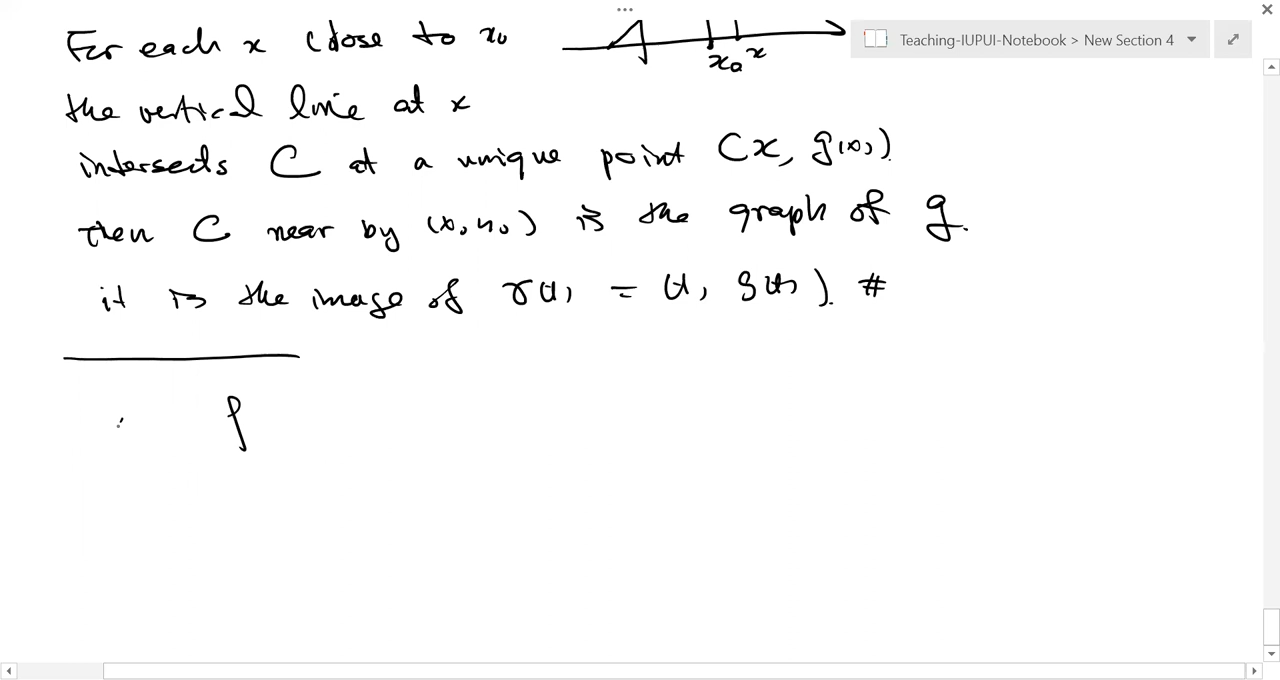 For each x close to x₀
x₀ x
Teaching-IUPUI-Notebook > New Section 4
the vertical line at x
intersects C at a unique point (x, g(x)).
then C near by (x₀, y₀) is the graph of g.
it is the image of γ(t) = (t, g(t)). #